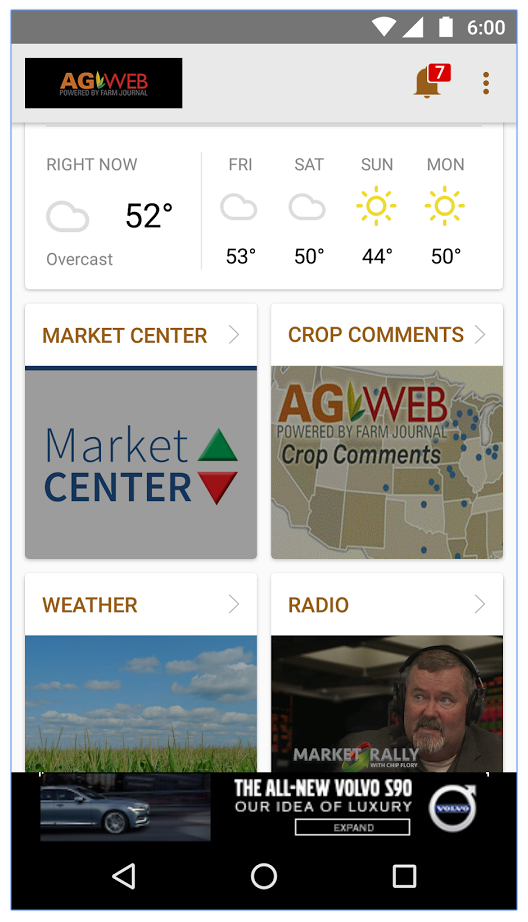 6:00
AGWEB
POWERED BY FARM JOURNAL
7
RIGHT NOW
FRI
SAT
SUN
MON
52°
Overcast
53°
50°
44°
50°
MARKET CENTER
CROP COMMENTS
Market
CENTER
AGWEB
POWERED BY FARM JOURNAL
Crop Comments
WEATHER
RADIO
MARKET RALLY
WITH CHIP FLORY
THE ALL-NEW VOLVO S90
OUR IDEA OF LUXURY
EXPAND
VOLVO